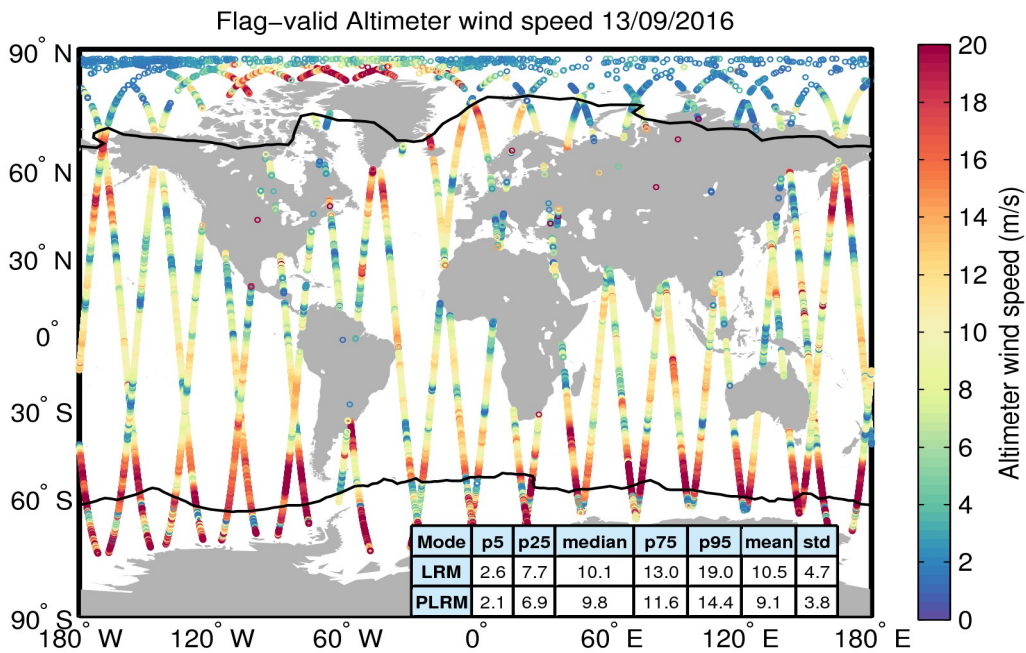 Flag−valid Altimeter wind speed 13/09/2016
90° N
60° N
30° N
0°
30° S
60° S
90° S
180° W
120° W
60° W
0°
60° E
120° E
180° E
Mode p5 p25 median p75 p95 mean std
LRM 2.6 7.7 10.1 13.0 19.0 10.5 4.7
PLRM 2.1 6.9 9.8 11.6 14.4 9.1 3.8
20
18
16
14
12
10
8
6
4
2
0
Altimeter wind speed (m/s)